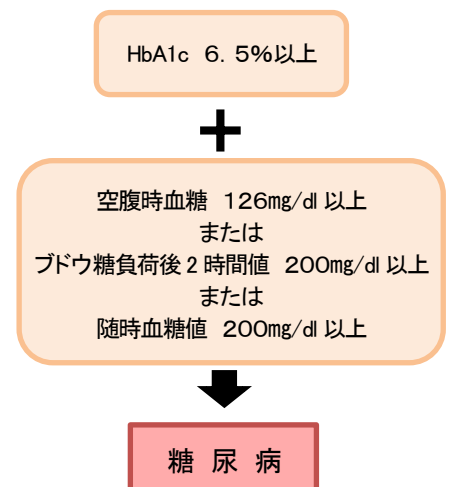 HbA1c 6.5%以上
+
空腹時血糖 126mg/dl 以上
または
ブドウ糖負荷後 2 時間値 200mg/dl 以上
または
随時血糖値 200mg/dl 以上
糖 尿 病